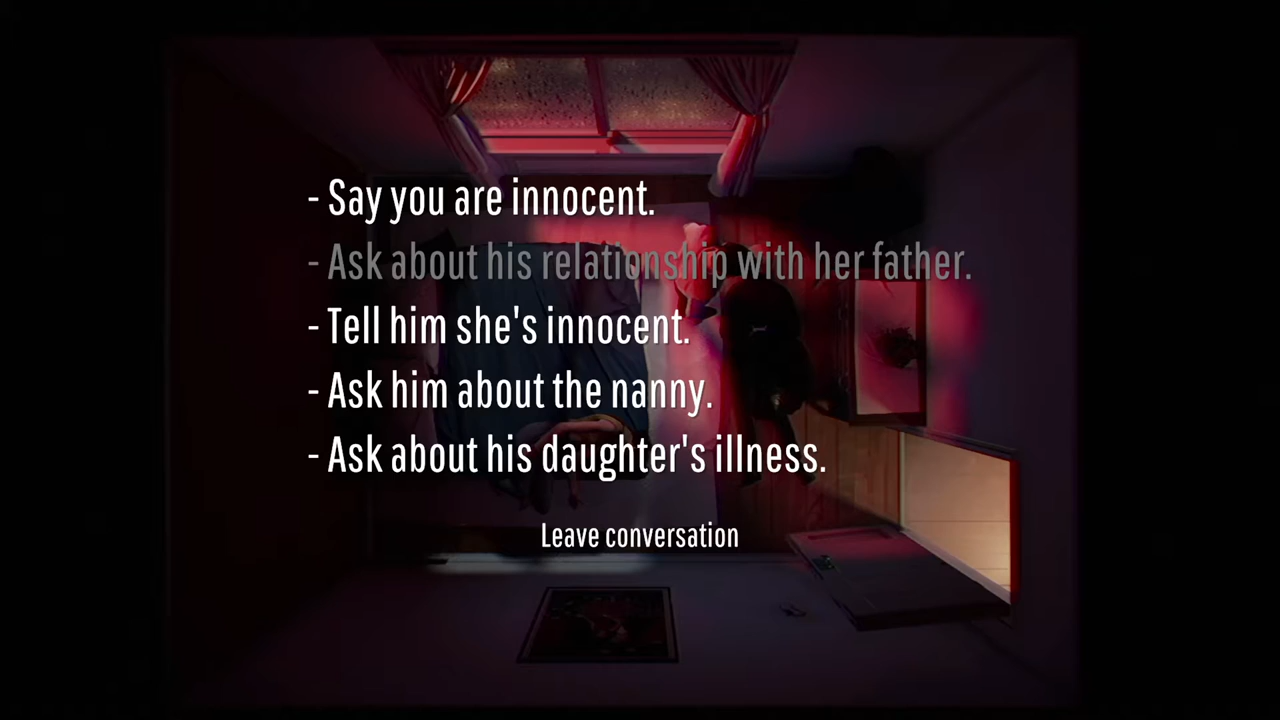 - Say you are innocent.
- Ask about his relationship with her father.
- Tell him she's innocent.
- Ask him about the nanny.
- Ask about his daughter's illness.
Leave conversation